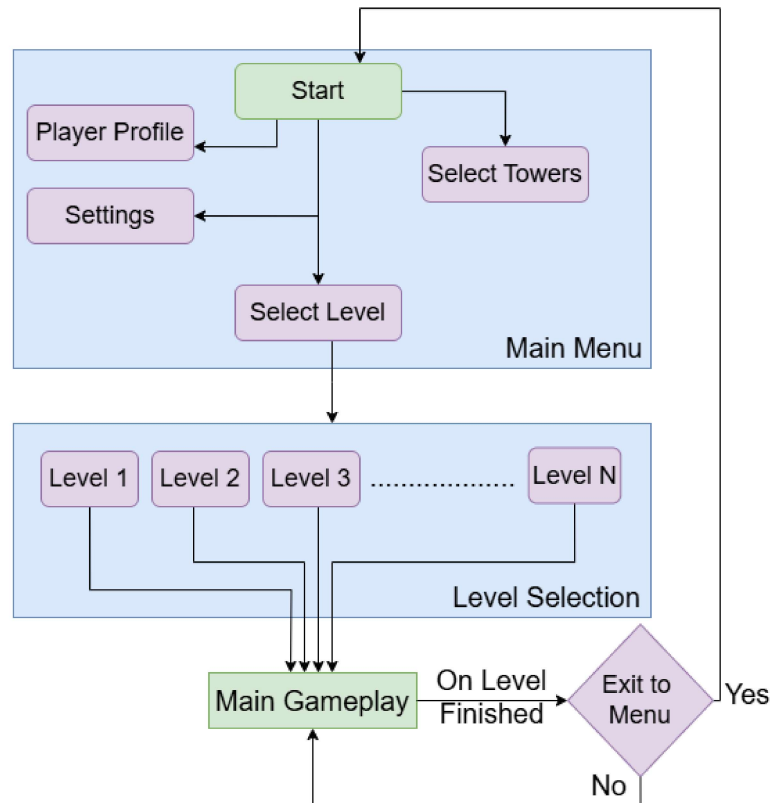 Start
Player Profile
Select Towers
Settings
Select Level
Main Menu
Level 1
Level 2
Level 3
....................
Level N
Level Selection
Main Gameplay
On Level
Finished
Exit to
Menu
Yes
No